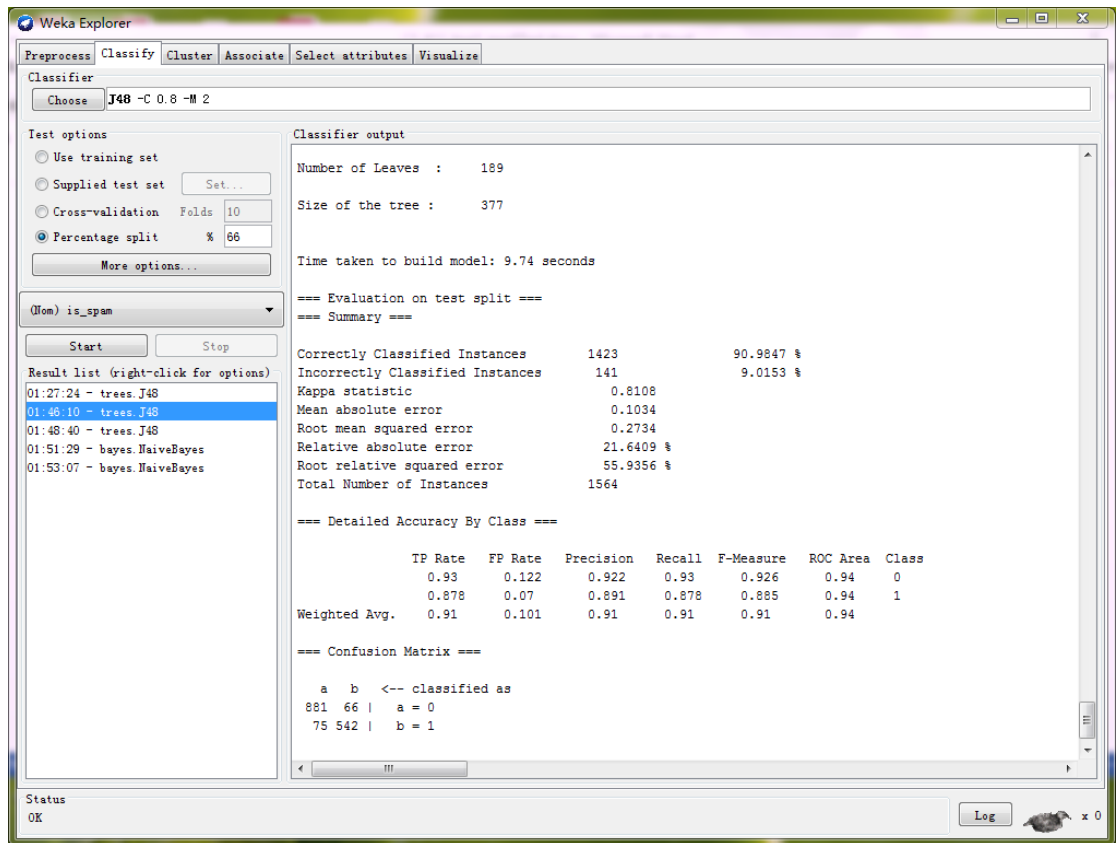 Weka Explorer
Preprocess Classify Cluster Associate Select attributes Visualize
Classifier
Choose J48 -C 0.8 -M 2
Test options
Use training set
Supplied test set Set...
Cross-validation Folds 10
Percentage split % 66
More options...
(Nom) is_spam
Start Stop
Result list (right-click for options)
01:27:24 - trees.J48
01:46:10 - trees.J48
01:48:40 - trees.J48
01:51:29 - bayes.NaiveBayes
01:53:07 - bayes.NaiveBayes
Classifier output
Number of Leaves : 189
Size of the tree : 377
Time taken to build model: 9.74 seconds
=== Evaluation on test split ===
=== Summary ===
Correctly Classified Instances 1423 90.9847 %
Incorrectly Classified Instances 141 9.0153 %
Kappa statistic 0.8108
Mean absolute error 0.1034
Root mean squared error 0.2734
Relative absolute error 21.6409 %
Root relative squared error 55.9356 %
Total Number of Instances 1564
=== Detailed Accuracy By Class ===
TP Rate FP Rate Precision Recall F-Measure ROC Area Class
0.93 0.122 0.922 0.93 0.926 0.94 0
0.878 0.07 0.891 0.878 0.885 0.94 1
Weighted Avg. 0.91 0.101 0.91 0.91 0.91 0.94
=== Confusion Matrix ===
a b <-- classified as
881 66 | a = 0
75 542 | b = 1
Status
OK
Log x 0